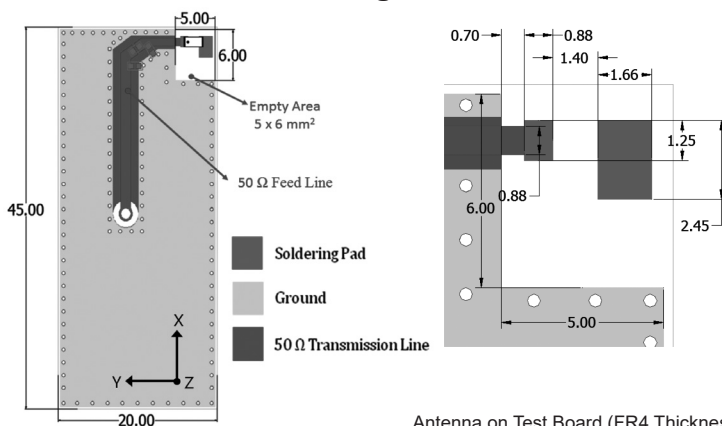 5.00
6.00
Empty Area
5 x 6 mm²
50 Ω Feed Line
45.00
Soldering Pad
Ground
50 Ω Transmission Line
X
Y
Z
20.00
0.70
0.88
1.40
1.66
1.25
6.00
0.88
2.45
5.00
Antenna on Test Board (FR4